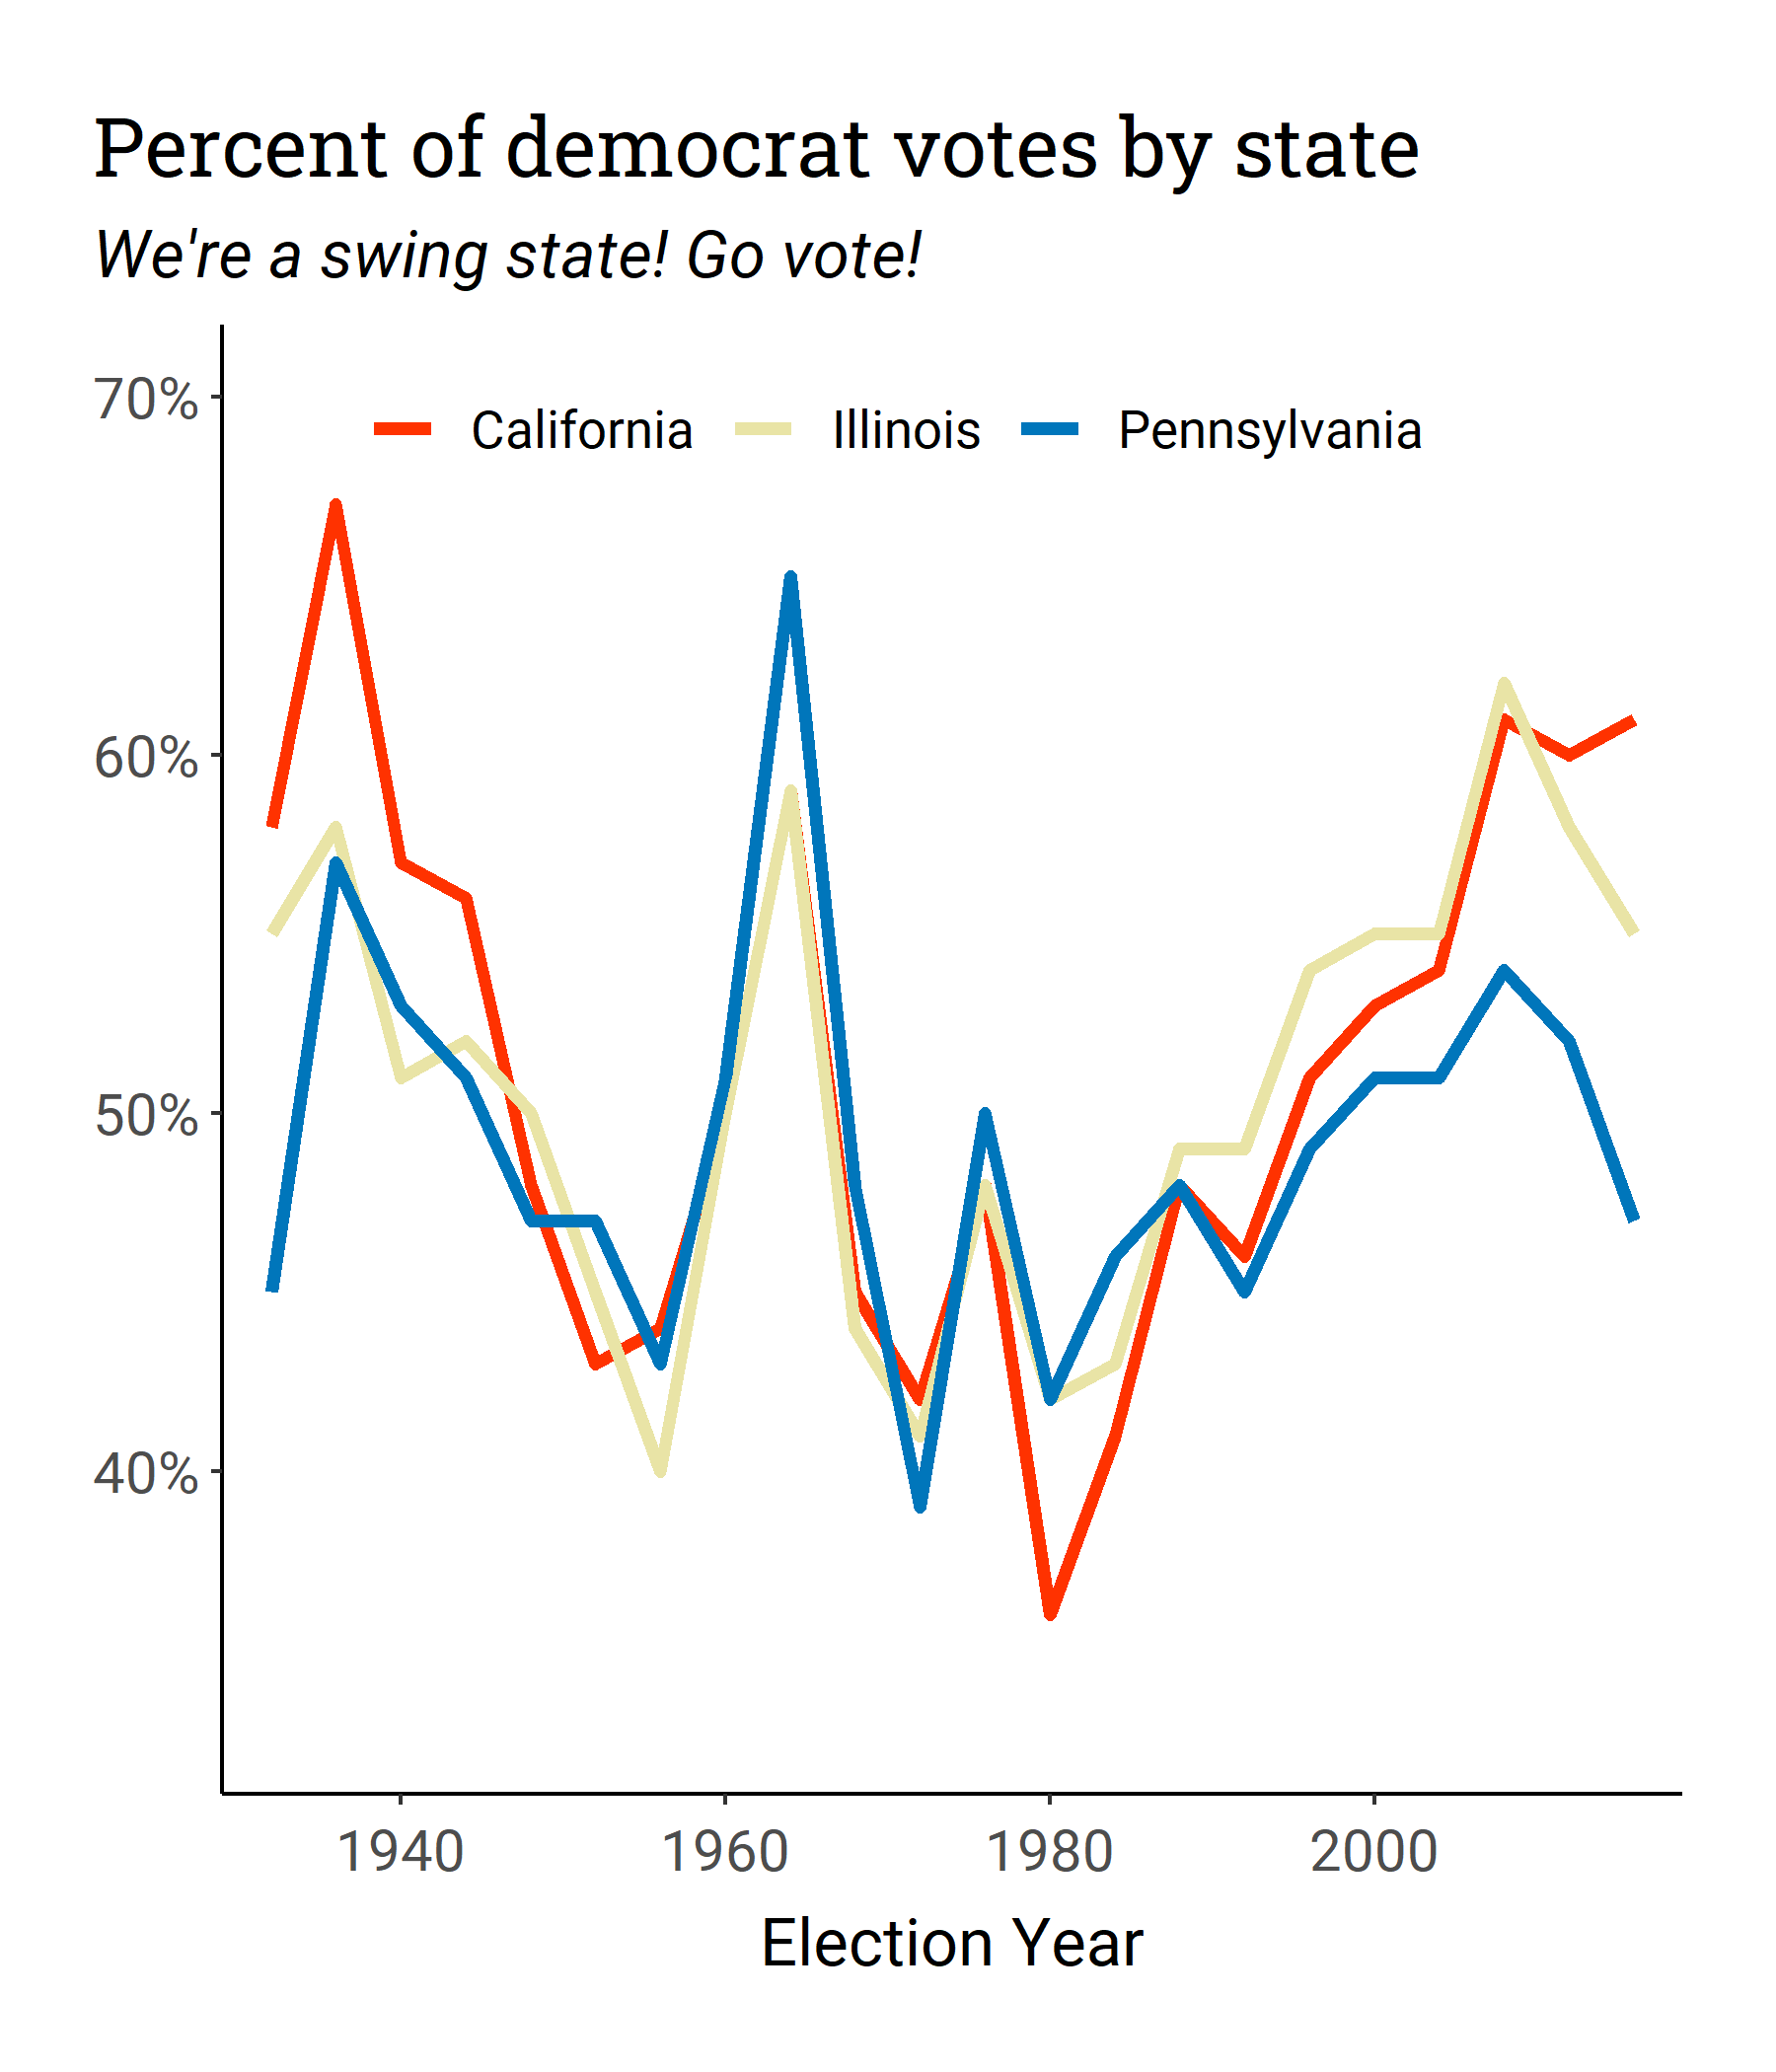 Percent of democrat votes by state
We're a swing state! Go vote!
70%
California Illinois Pennsylvania
60%
50%
40%
1940 1960 1980 2000
Election Year